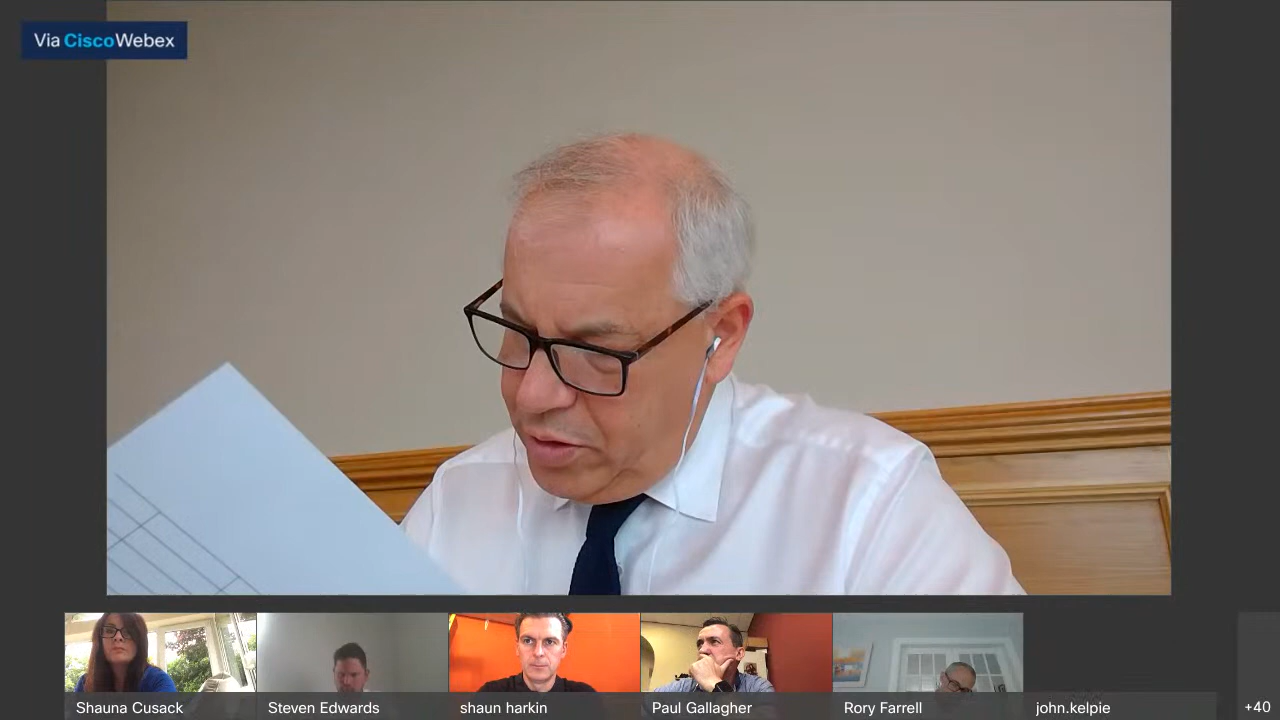 Via CiscoWebex
Shauna Cusack
Steven Edwards
shaun harkin
Paul Gallagher
Rory Farrell
john.kelpie
+40